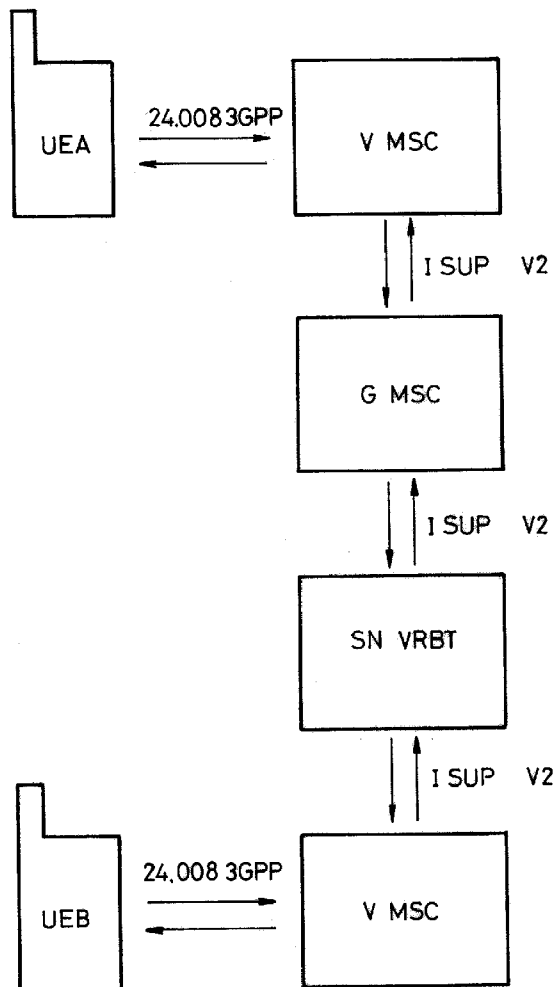 24.008 3GPP
UEA
V MSC
I SUP V2
G MSC
I SUP V2
SN VRBT
I SUP V2
24.008 3GPP
UEB
V MSC